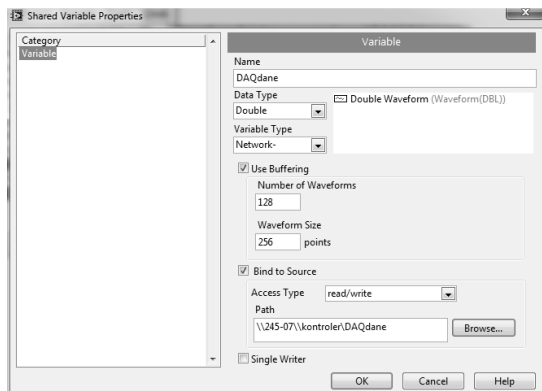 Shared Variable Properties
Category
Variable
Variable
Name
DAQdane
Data Type
Double
Double Waveform (Waveform(DBL))
Variable Type
Network-
Use Buffering
Number of Waveforms
128
Waveform Size
256 points
Bind to Source
Access Type read/write
Path
\\245-07\\kontroler\DAQdane
Browse...
Single Writer
OK Cancel Help